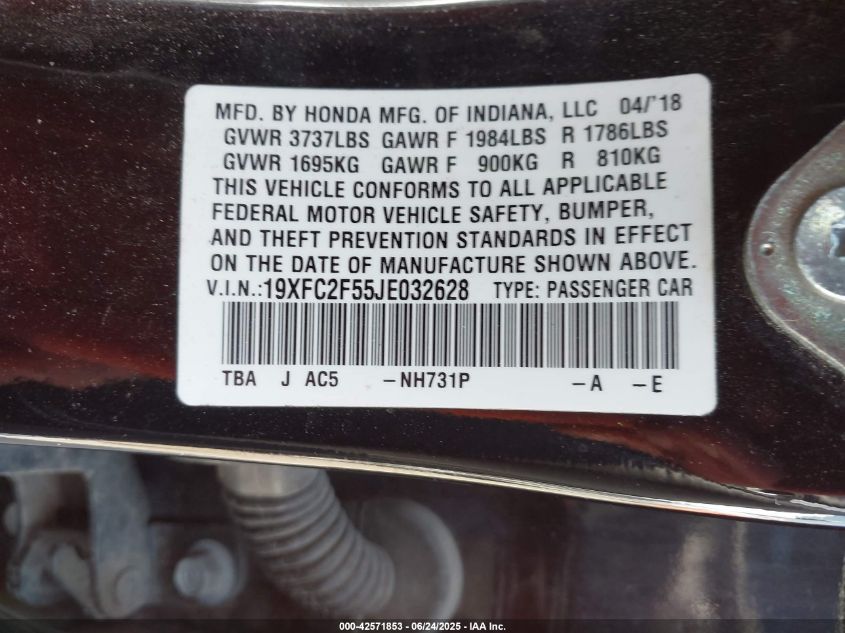 MFD. BY HONDA MFG. OF INDIANA, LLC 04/'18
GVWR 3737LBS GAWR F 1984LBS R 1786LBS
GVWR 1695KG GAWR F 900KG R 810KG
THIS VEHICLE CONFORMS TO ALL APPLICABLE
FEDERAL MOTOR VEHICLE SAFETY, BUMPER,
AND THEFT PREVENTION STANDARDS IN EFFECT
ON THE DATE OF MANUFACTURE SHOWN ABOVE.
V.I.N.:19XFC2F55JE032628 TYPE: PASSENGER CAR
TBA J AC5 -NH731P -A -E
000-42571853 - 06/24/2025 - IAA Inc.